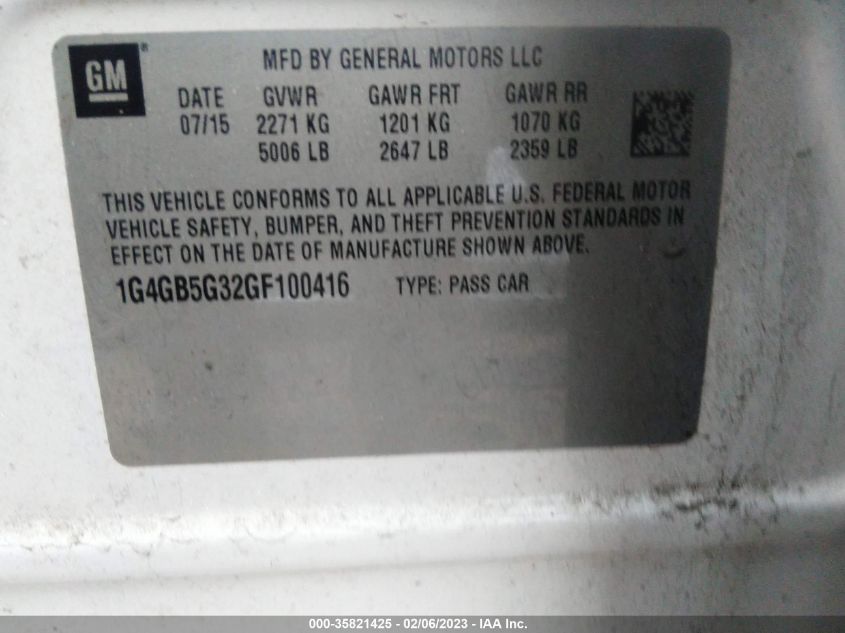 GM®
MFD BY GENERAL MOTORS LLC
DATE GVWR GAWR FRT GAWR RR
07/15 2271 KG 1201 KG 1070 KG
5006 LB 2647 LB 2359 LB
THIS VEHICLE CONFORMS TO ALL APPLICABLE U.S. FEDERAL MOTOR
VEHICLE SAFETY, BUMPER, AND THEFT PREVENTION STANDARDS IN
EFFECT ON THE DATE OF MANUFACTURE SHOWN ABOVE.
1G4GB5G32GF100416 TYPE: PASS CAR
000-35821425 - 02/06/2023 - IAA Inc.